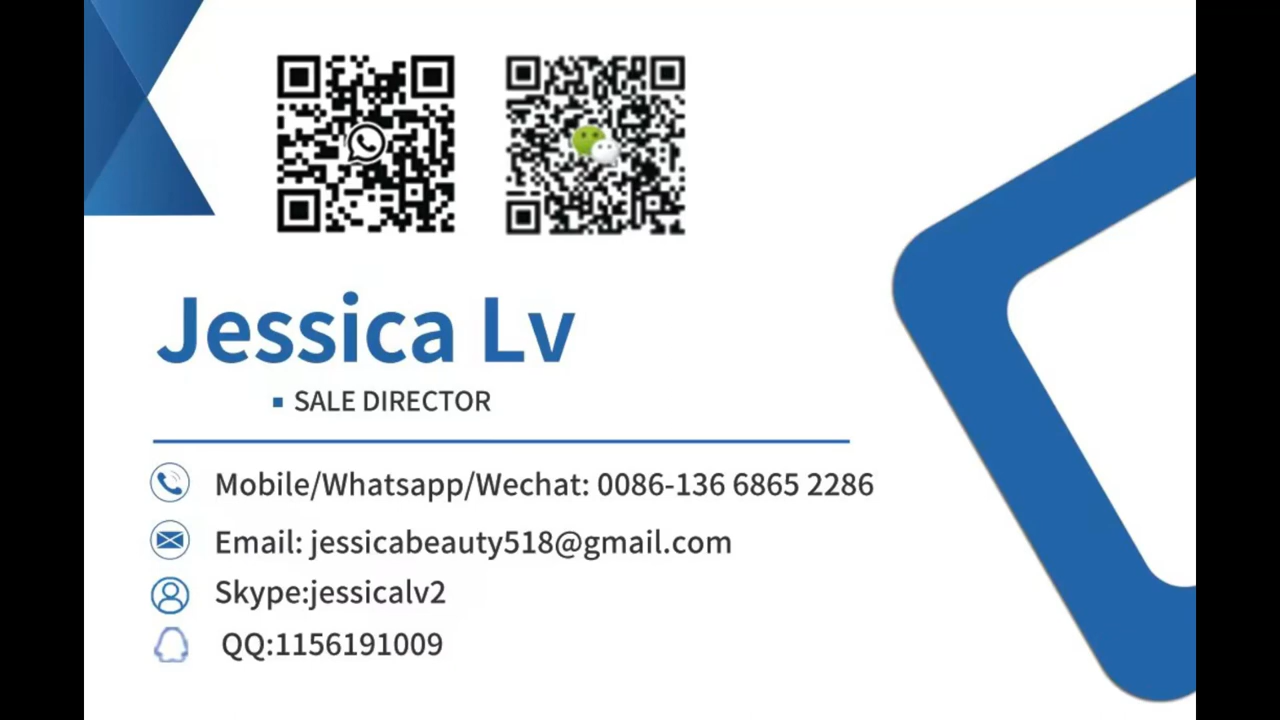 Jessica Lv
SALE DIRECTOR
Mobile/Whatsapp/Wechat: 0086-136 6865 2286
Email: jessicabeauty518@gmail.com
Skype:jessicalv2
QQ:1156191009